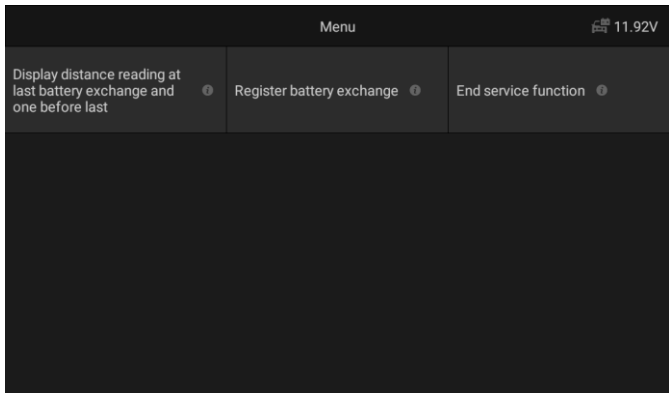 Menu
11.92V
Display distance reading at
last battery exchange and
one before last
Register battery exchange
End service function